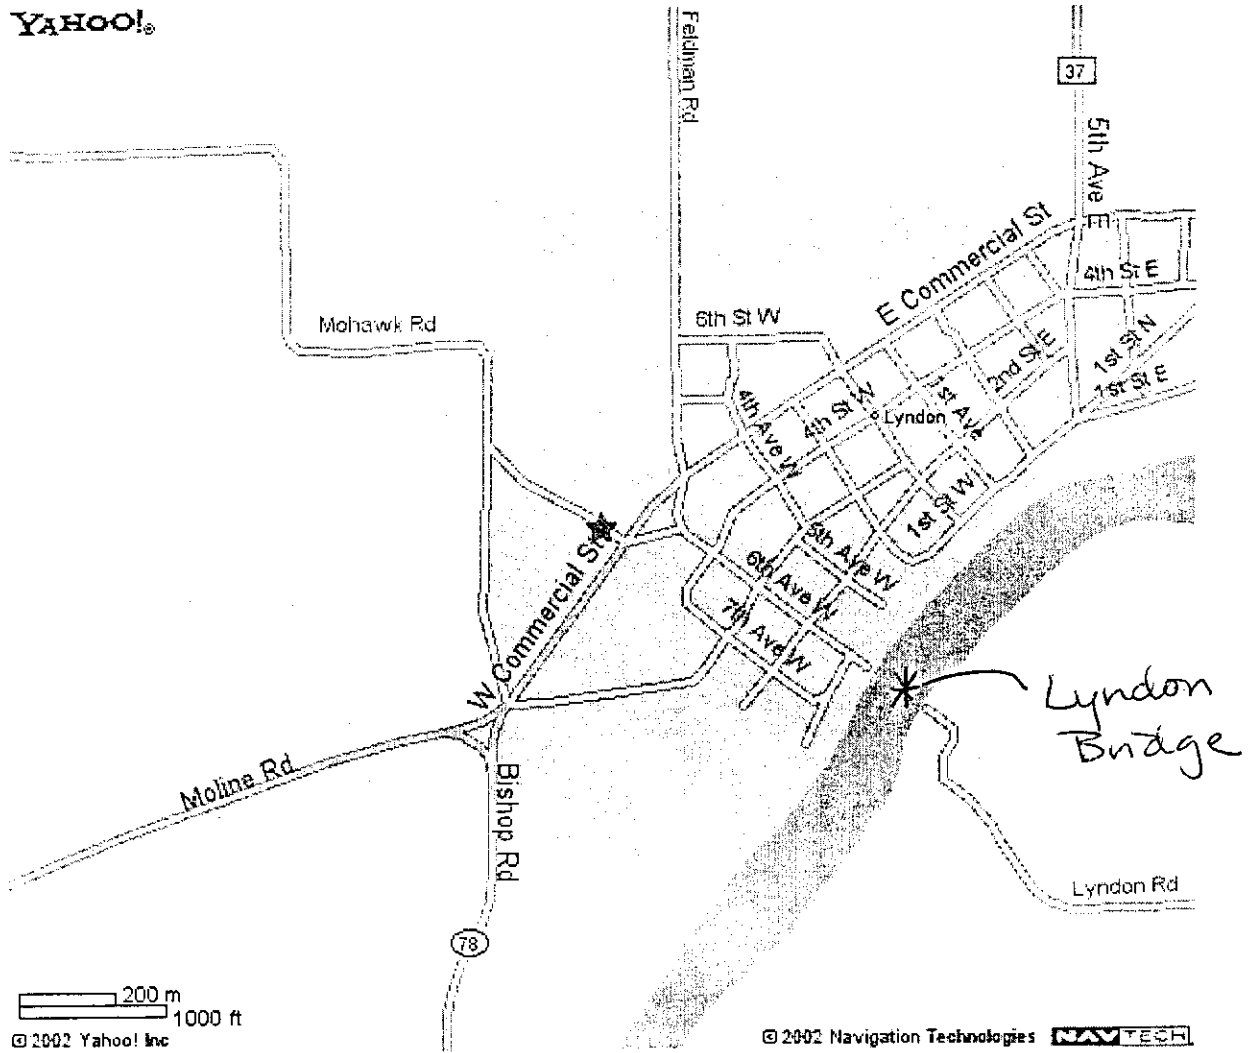 YAHOO!®
Feldman Rd
37
5th Ave E
E Commercial St
4th St E
Mohawk Rd
6th St W
1st St N
2nd St E
1st St E
4th Ave W
4th St W
1st Ave
Lyndon
1st St W
5th Ave W
6th Ave W
7th Ave W
W Commercial St
Lyndon
Bridge
Moline Rd
Bishop Rd
Lyndon Rd
78
200 m
1000 ft
© 2002 Yahoo! Inc
© 2002 Navigation Technologies NAVTECH